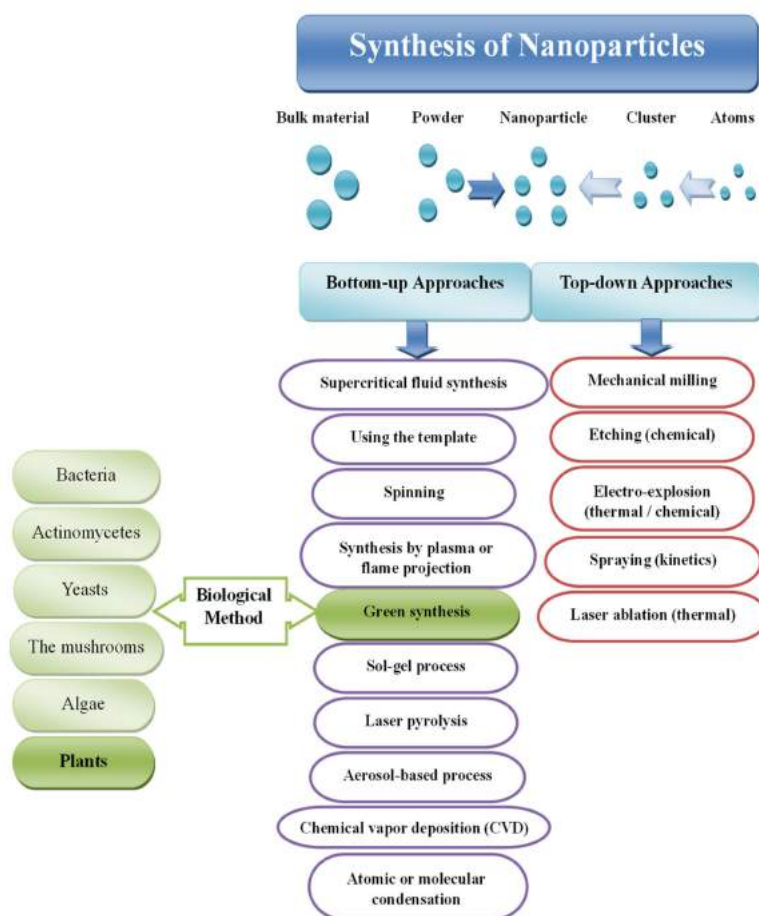 Synthesis of Nanoparticles
Bulk material
Powder
Nanoparticle
Cluster
Atoms
Bottom-up Approaches
Top-down Approaches
Supercritical fluid synthesis
Using the template
Spinning
Synthesis by plasma or
flame projection
Green synthesis
Sol-gel process
Laser pyrolysis
Aerosol-based process
Chemical vapor deposition (CVD)
Atomic or molecular
condensation
Mechanical milling
Etching (chemical)
Electro-explosion
(thermal / chemical)
Spraying (kinetics)
Laser ablation (thermal)
Biological
Method
Bacteria
Actinomycetes
Yeasts
The mushrooms
Algae
Plants